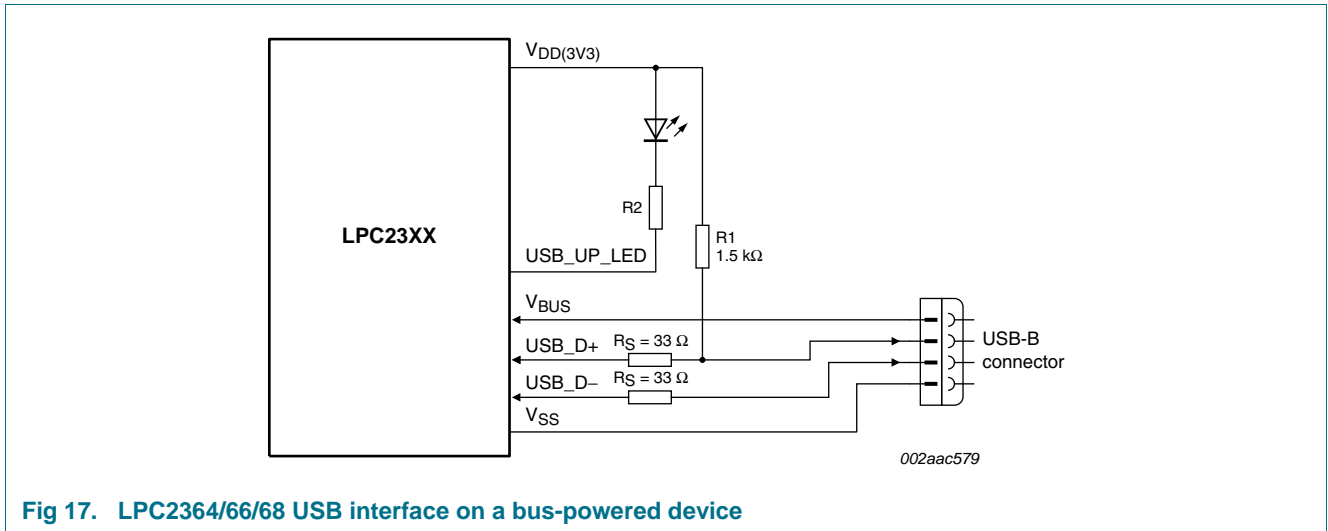 VDD(3V3)
R2
LPC23XX
R1
1.5 kΩ
USB_UP_LED
VBUS
USB_D+ RS = 33 Ω
USB-B
connector
USB_D− RS = 33 Ω
VSS
002aac579
Fig 17. LPC2364/66/68 USB interface on a bus-powered device